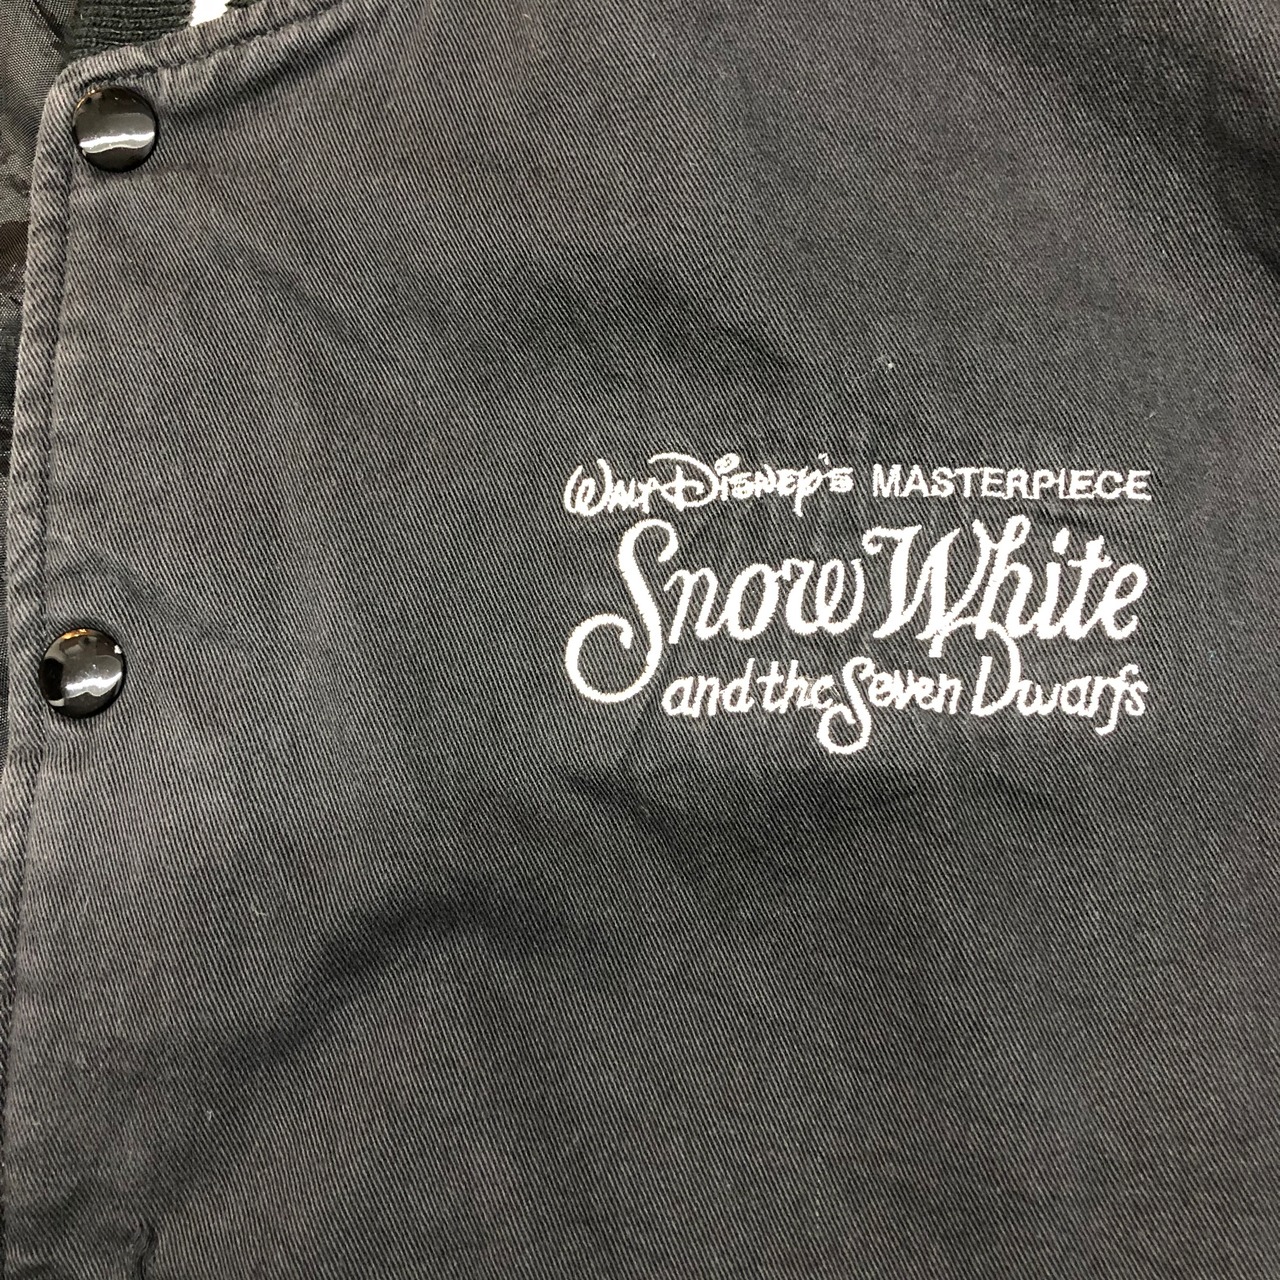 Walt Disney's MASTERPIECE
Snow White
and the Seven Dwarfs